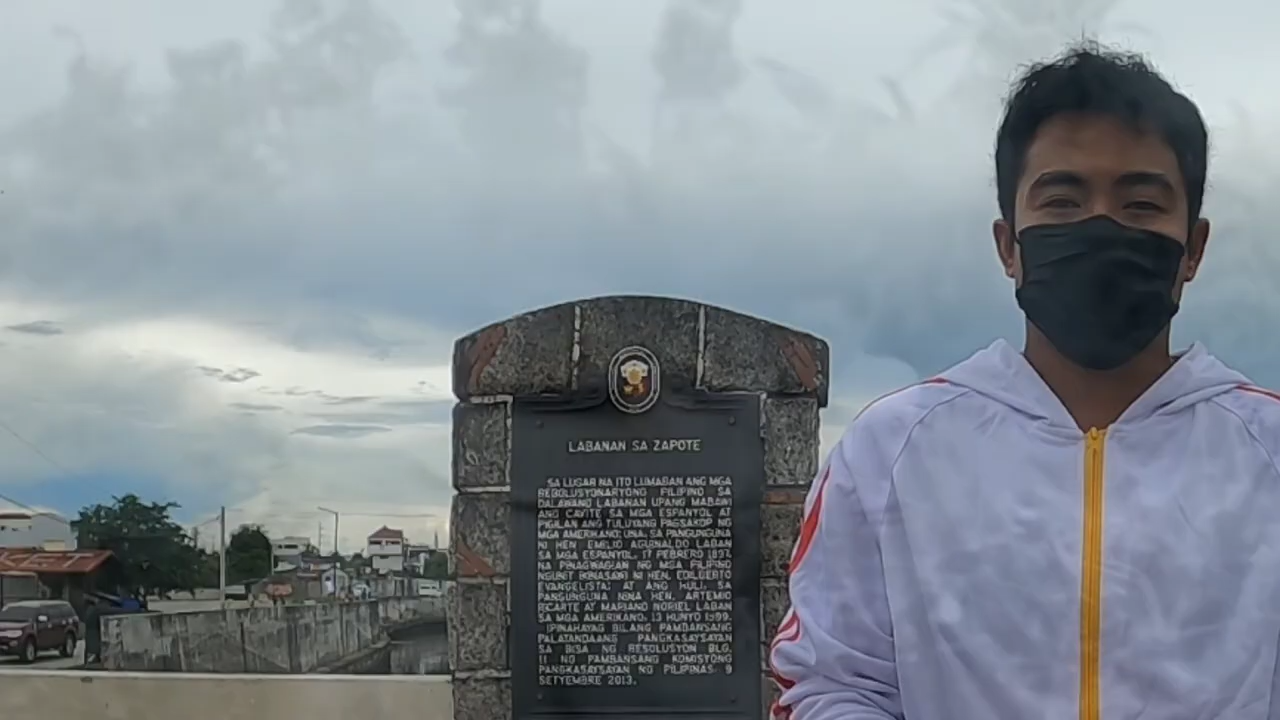 LABANAN SA ZAPOTE
SA LUGAR NA ITO LUMABAN ANG MGA
REBOLUSYONARYONG PILIPINO SA
DALAWANG LABANAN UPANG MABAWI
ANG CAVITE SA MGA ESPANYOL AT
PIGILAN ANG TULUYANG PAGSAKOP NG
MGA AMERIKANO; UNA, SA PANGUNGUNA
NI HEN. EMILIO AGUINALDO LABAN
SA MGA ESPANYOL, 17 PEBRERO 1897,
NA PINAGWAGIAN NG MGA PILIPINO
NGUNIT IKINASAWI NI HEN. EDILBERTO
EVANGELISTA; AT ANG HULI, SA
PANGUNGUNA NINA HEN. ARTEMIO
RICARTE AT MARIANO NORIEL LABAN
SA MGA AMERIKANO, 13 HUNYO 1899.
IPINAHAYAG BILANG PAMBANSANG
PALATANDAANG PANGKASAYSAYAN
SA BISA NG RESOLUSYON BLG.
11 NG PAMBANSANG KOMISYONG
PANGKASAYSAYAN NG PILIPINAS 9
SETYEMBRE 2013.